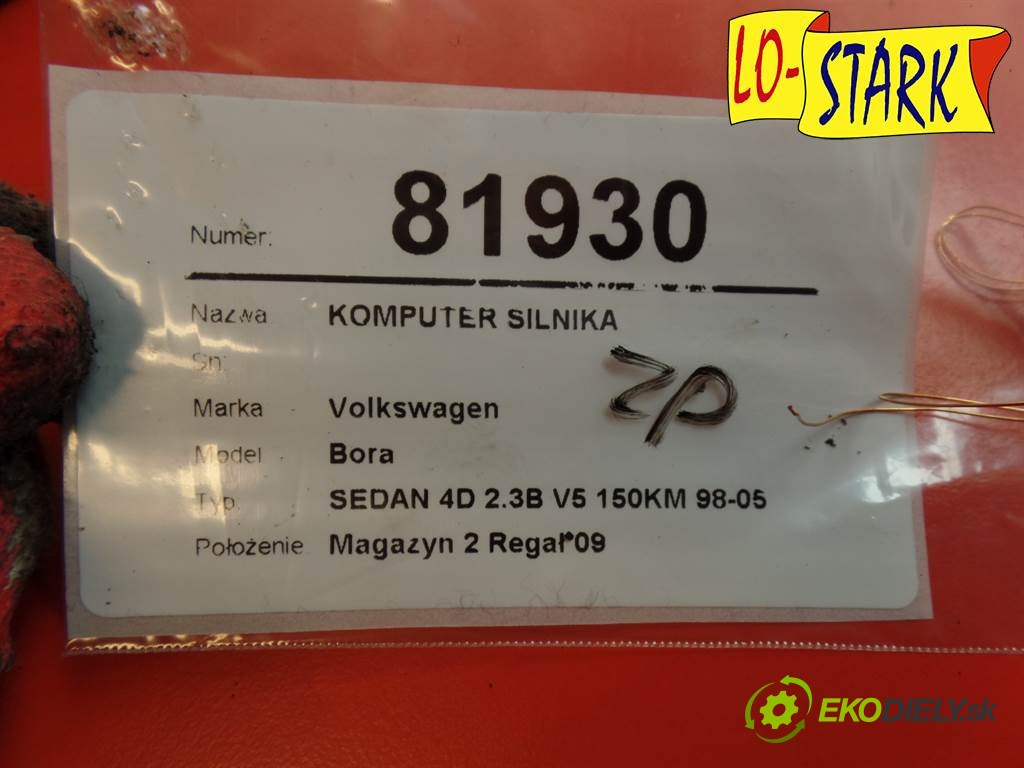 LO-STARK
Numer: 81930
Nazwa KOMPUTER SILNIKA
Sn:
ZP
Marka Volkswagen
Model Bora
Typ: SEDAN 4D 2.3B V5 150KM 98-05
Położenie Magazyn 2 Regał 09
EKODIELY.sk